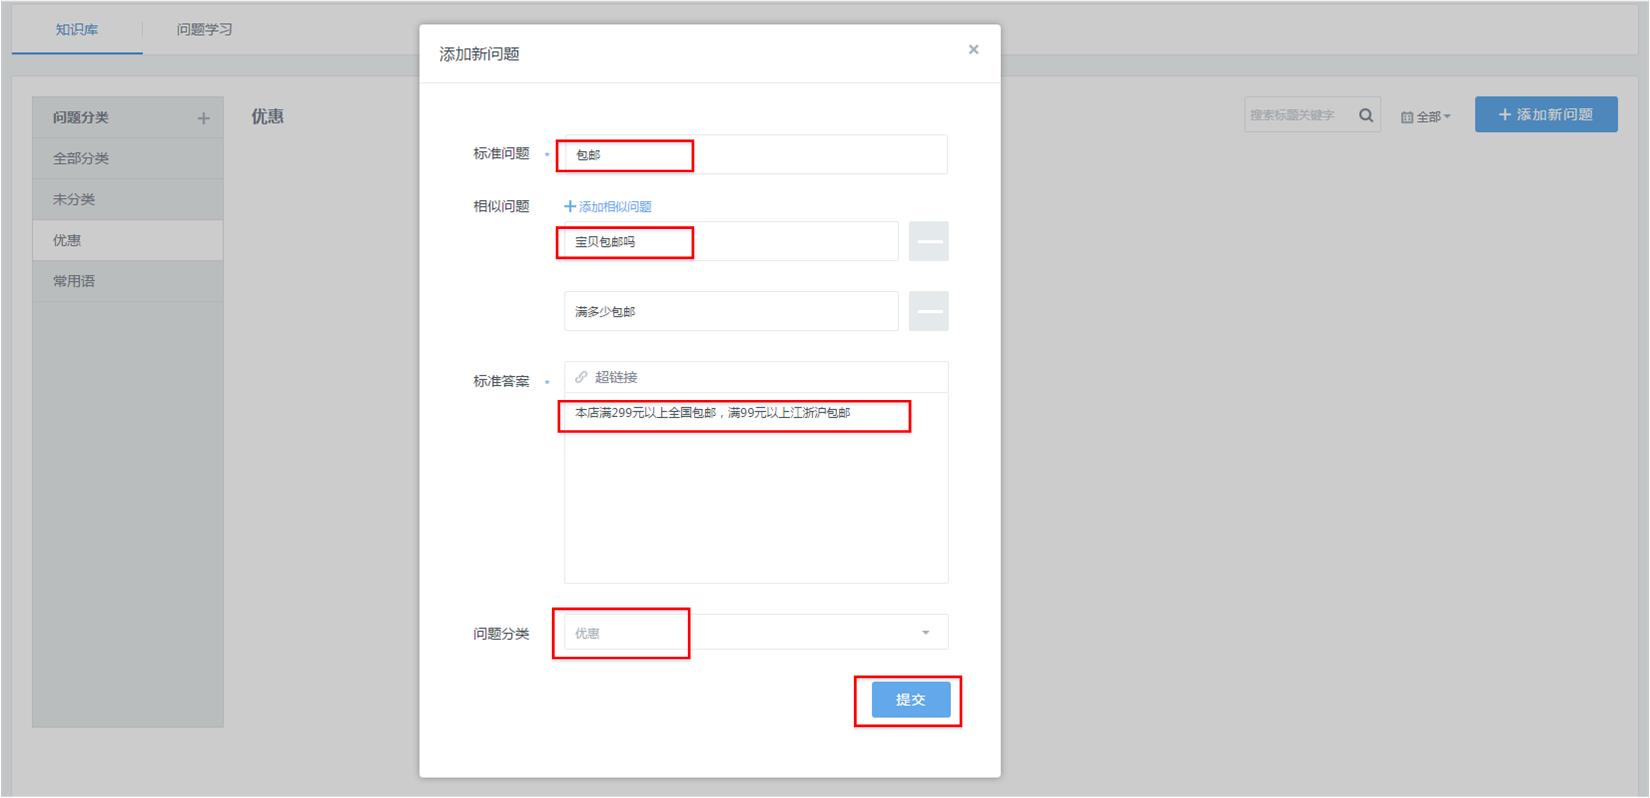 知识库
问题学习
添加新问题
×
问题分类 +
全部分类
未分类
优惠
常用语
优惠
搜索标题关键字
全部
+ 添加新问题
标准问题 *
包邮
相似问题
+添加相似问题
宝贝包邮吗
满多少包邮
标准答案 *
超链接
本店满299元以上全国包邮，满99元以上江浙沪包邮
问题分类
优惠
提交